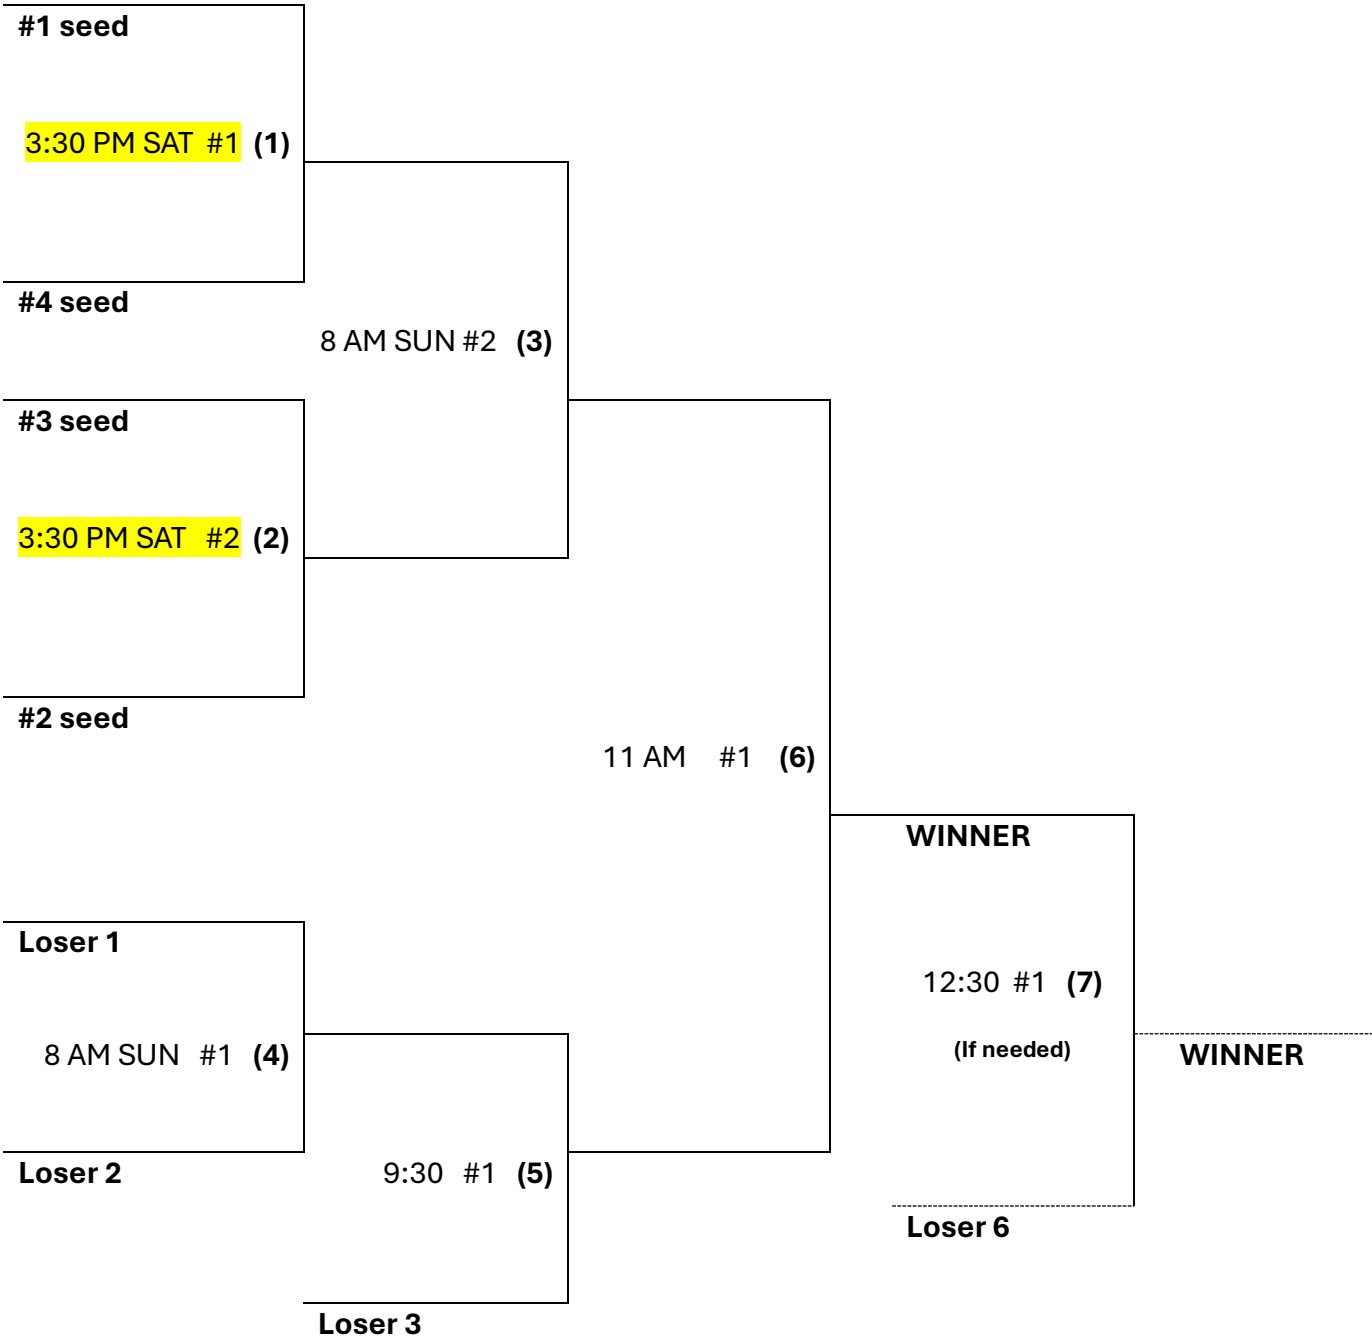 #1 seed
3:30 PM SAT #1 (1)
#4 seed
8 AM SUN #2 (3)
#3 seed
3:30 PM SAT #2 (2)
#2 seed
11 AM #1 (6)
WINNER
Loser 1
12:30 #1 (7)
8 AM SUN #1 (4)
(If needed)
WINNER
Loser 2
9:30 #1 (5)
Loser 6
Loser 3